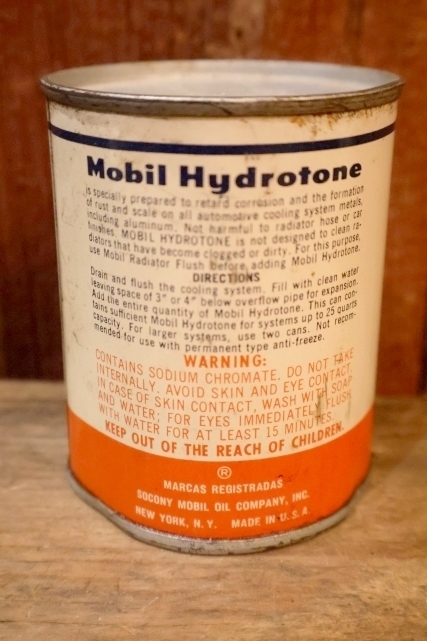 Mobil Hydrotone
is specially prepared to retard corrosion and the formation
of rust and scale on all automotive cooling system metals,
including aluminum. Not harmful to radiator hose or car
finishes. MOBIL HYDROTONE is not designed to clean ra-
diators that have become clogged or dirty. For this purpose,
use Mobil Radiator Flush before adding Mobil Hydrotone.
DIRECTIONS
Drain and flush the cooling system. Fill with clean water
leaving space of 3" or 4" below overflow pipe for expansion.
Add the entire quantity of Mobil Hydrotone. This can con-
tains sufficient Mobil Hydrotone for systems up to 25 quarts
capacity. For larger systems, use two cans. Not recom-
mended for use with permanent type anti-freeze.
WARNING:
CONTAINS SODIUM CHROMATE. DO NOT TAKE
INTERNALLY. AVOID SKIN AND EYE CONTACT.
IN CASE OF SKIN CONTACT, WASH WITH SOAP
AND WATER; FOR EYES IMMEDIATELY FLUSH
WITH WATER FOR AT LEAST 15 MINUTES.
KEEP OUT OF THE REACH OF CHILDREN.
®
MARCAS REGISTRADAS
SOCONY MOBIL OIL COMPANY, INC.
NEW YORK, N.Y. MADE IN U.S.A.